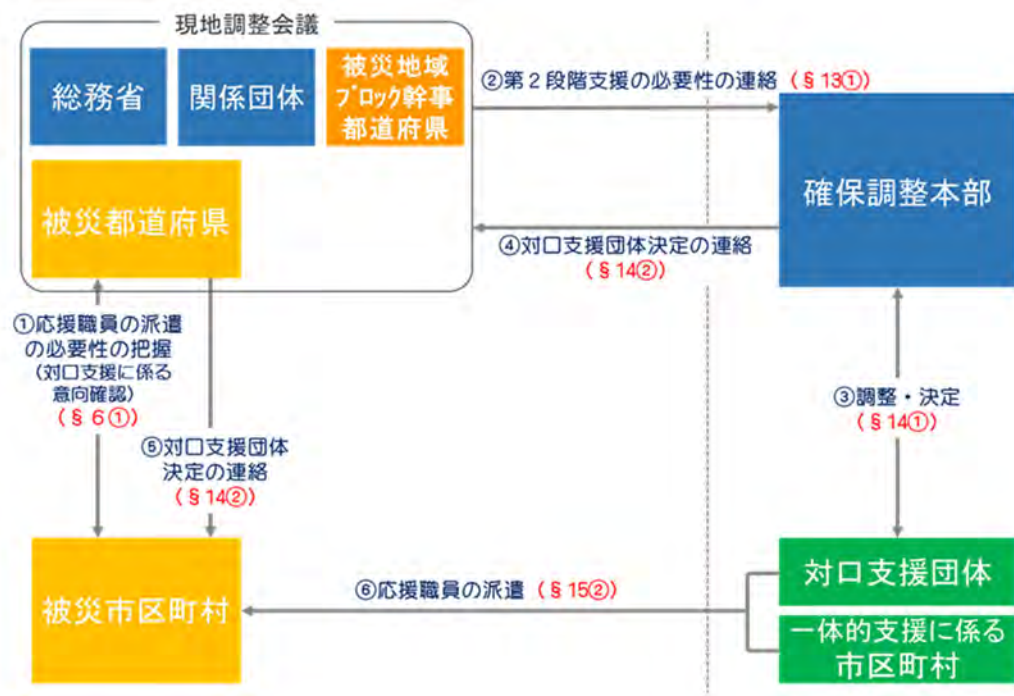 現地調整会議
総務省
関係団体
被災地域
ブロック幹事
都道府県
被災都道府県
②第2段階支援の必要性の連絡（§13①）
確保調整本部
④対口支援団体決定の連絡
（§14②）
①応援職員の派遣
の必要性の把握
（対口支援に係る
意向確認）
（§6①）
③調整・決定
（§14①）
⑤対口支援団体
決定の連絡
（§14②）
被災市区町村
⑥応援職員の派遣（§15②）
対口支援団体
一体的支援に係る
市区町村